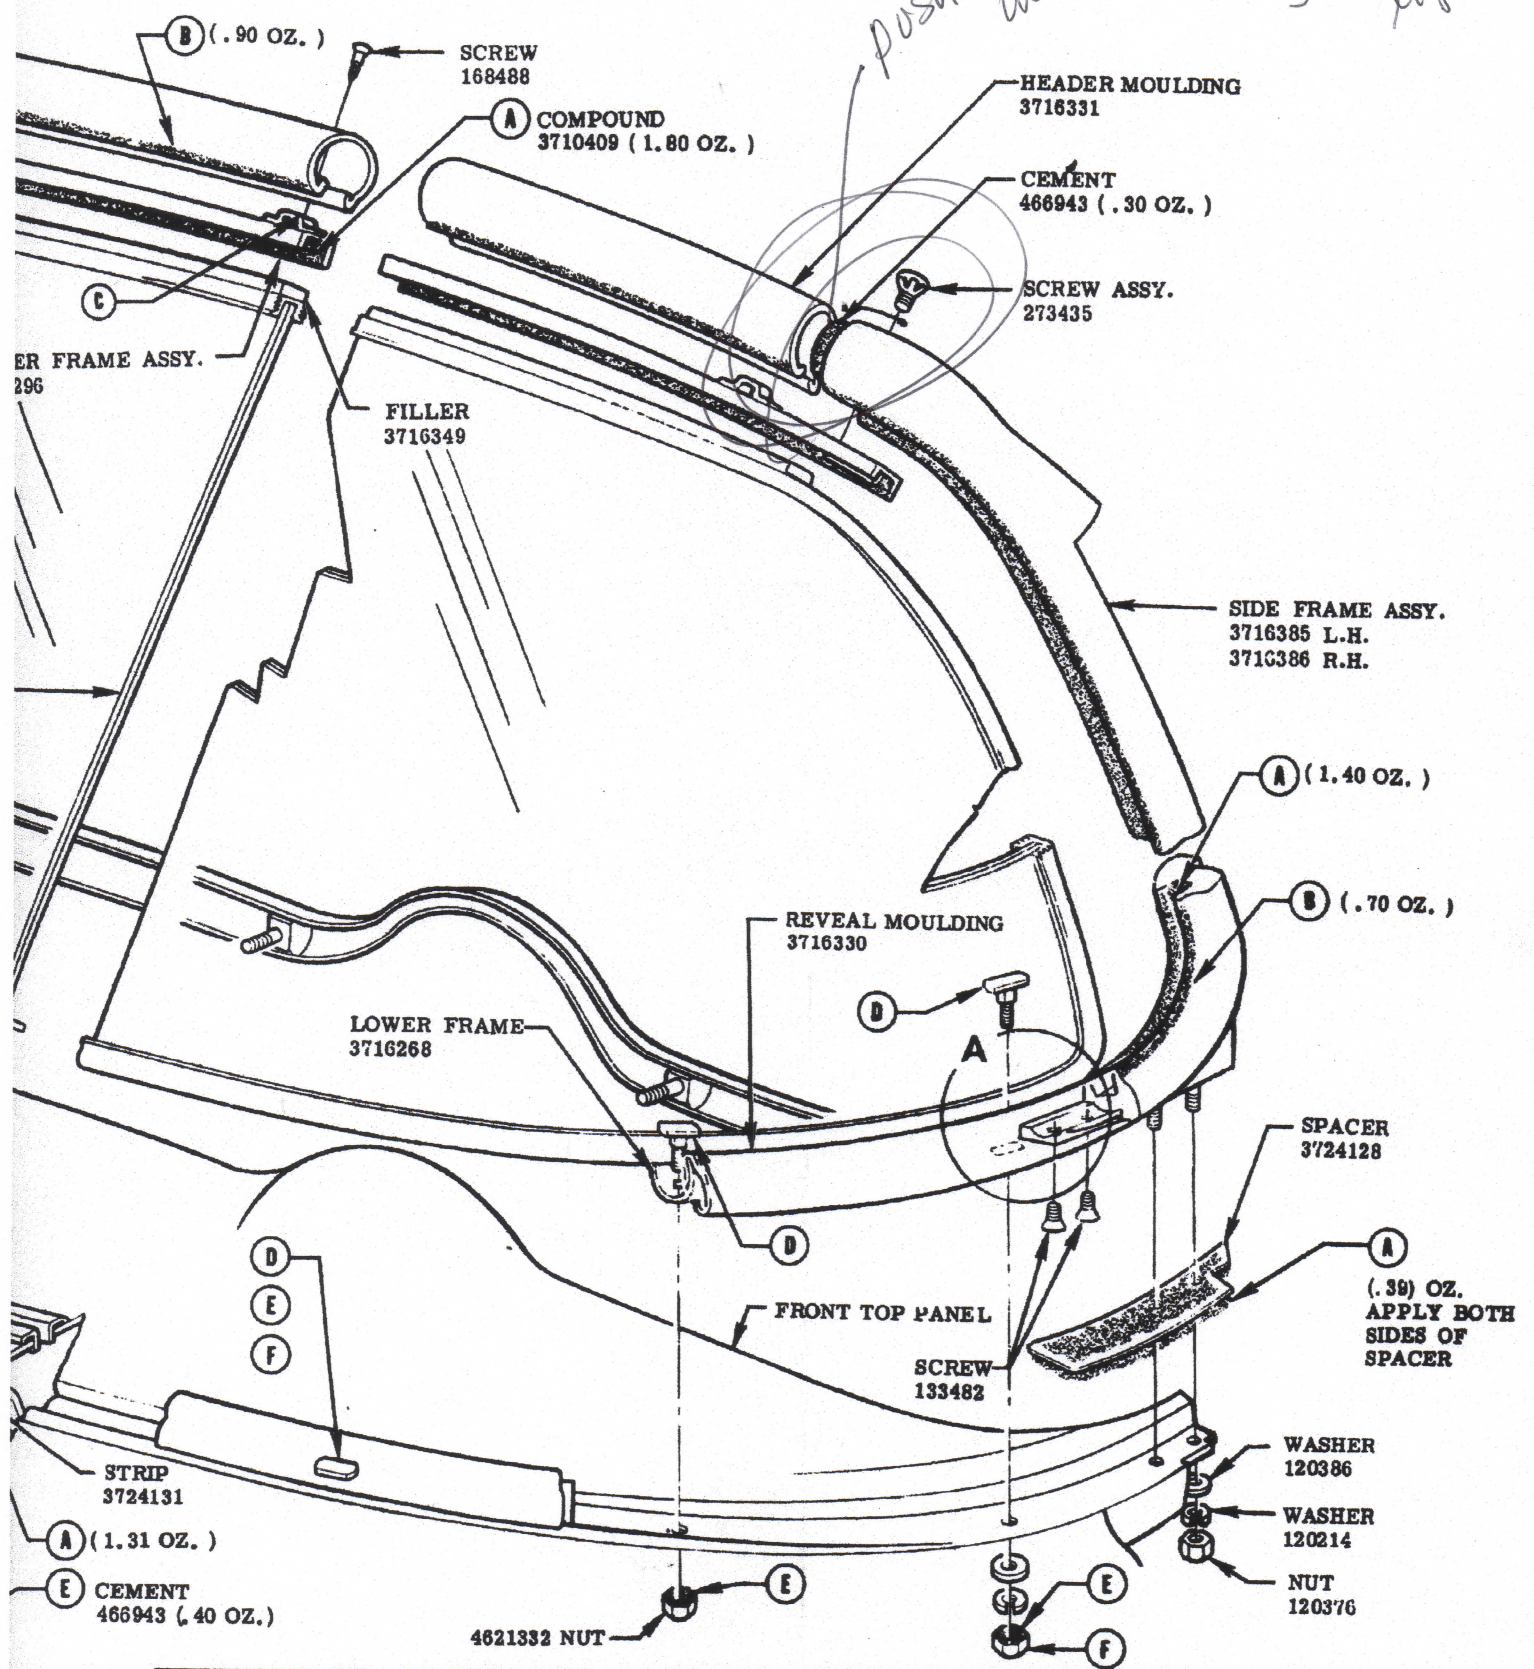 push
B (.90 OZ.)
SCREW
168488
A COMPOUND
3710409 (1.80 OZ.)
HEADER MOULDING
3716331
CEMENT
466943 (.30 OZ.)
SCREW ASSY.
273435
C
ER FRAME ASSY.
296
FILLER
3716349
SIDE FRAME ASSY.
3716385 L.H.
3716386 R.H.
A (1.40 OZ.)
B (.70 OZ.)
REVEAL MOULDING
3716330
D
LOWER FRAME
3716268
A
SPACER
3724128
D
D
E
F
A
(.39) OZ.
APPLY BOTH
SIDES OF
SPACER
FRONT TOP PANEL
SCREW
133482
STRIP
3724131
WASHER
120386
WASHER
120214
A (1.31 OZ.)
E CEMENT
466943 (.40 OZ.)
E
E
NUT
120376
4621332 NUT
F